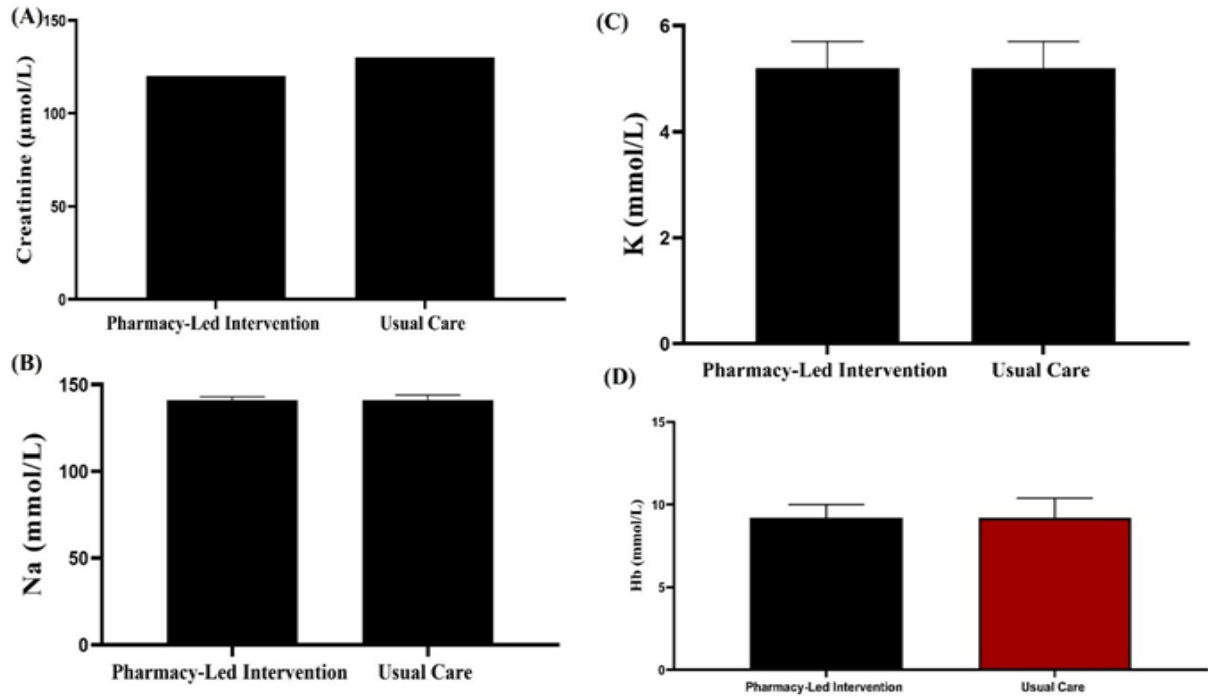 (A)
Creatinine (µmol/L)
150
100
50
0
Pharmacy-Led Intervention Usual Care
(B)
Na (mmol/L)
150
100
50
0
Pharmacy-Led Intervention Usual Care
(C)
K (mmol/L)
6
4
2
0
Pharmacy-Led Intervention Usual Care
(D)
Hb (mmol/L)
15
10
5
0
Pharmacy-Led Intervention Usual Care